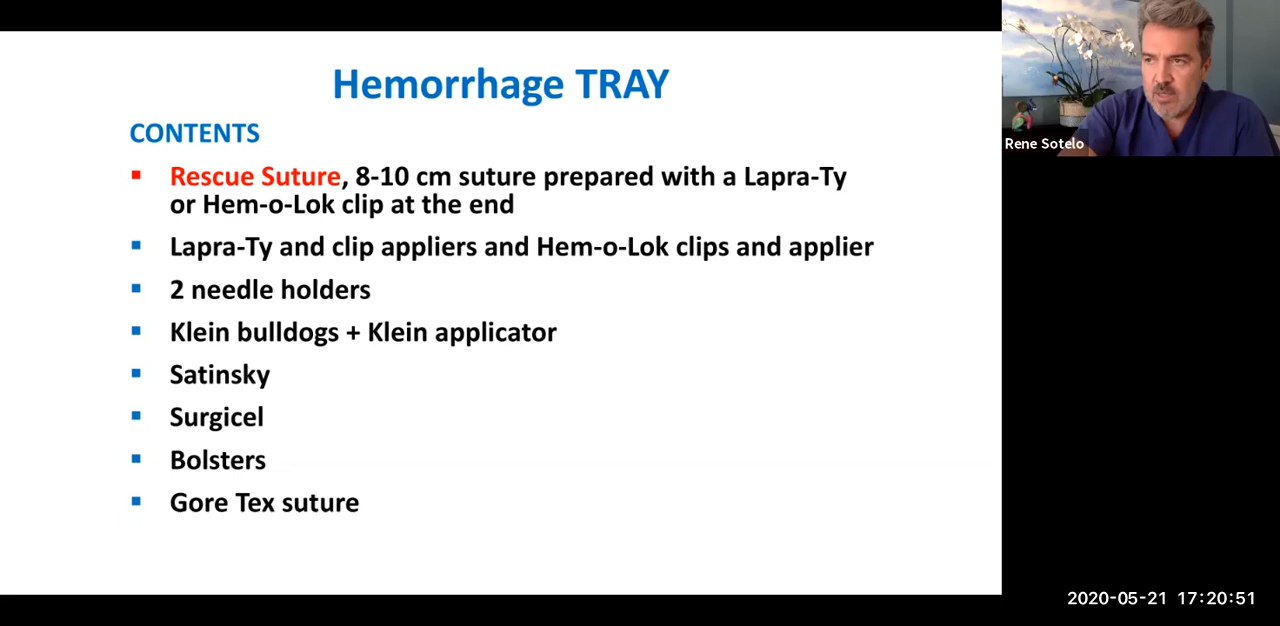 Hemorrhage TRAY
CONTENTS
Rescue Suture, 8-10 cm suture prepared with a Lapra-Ty
or Hem-o-Lok clip at the end
Lapra-Ty and clip appliers and Hem-o-Lok clips and applier
2 needle holders
Klein bulldogs + Klein applicator
Satinsky
Surgicel
Bolsters
Gore Tex suture
Rene Sotelo
2020-05-21 17:20:51